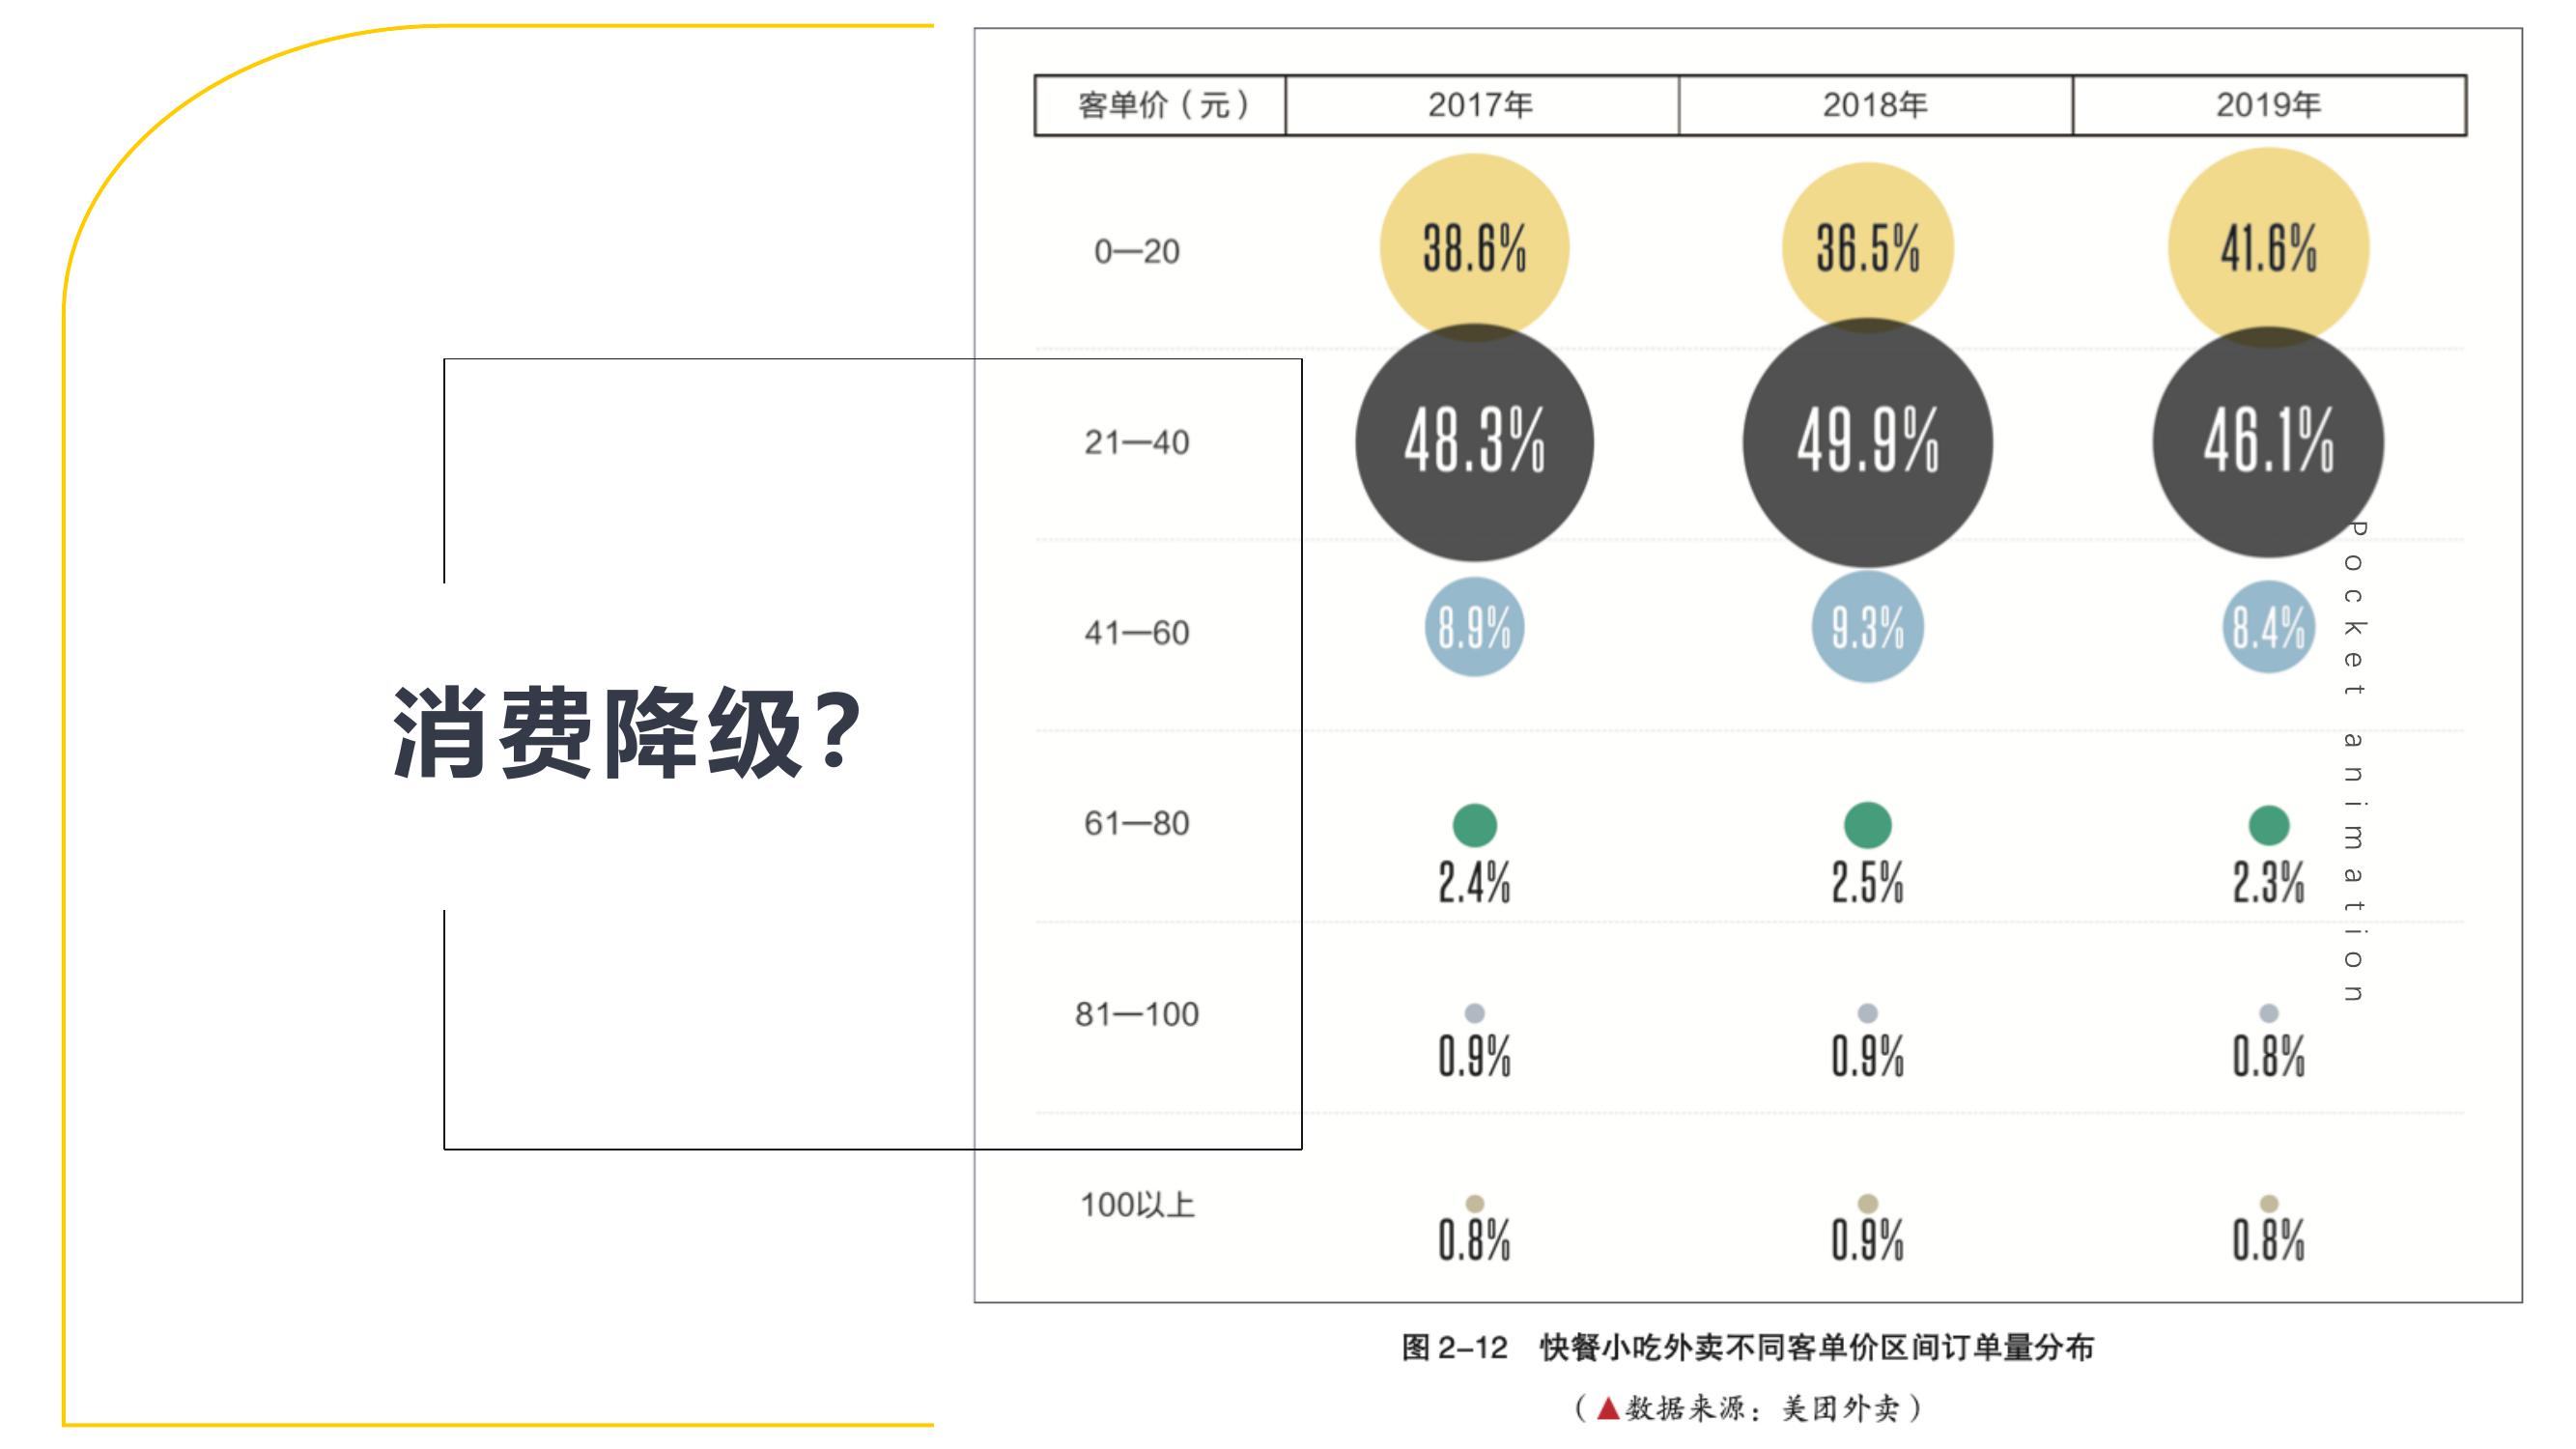 消费降级？
客单价（元） 2017年 2018年 2019年
0—20 38.6% 36.5% 41.6%
21—40 48.3% 49.9% 46.1%
41—60 8.9% 9.3% 8.4%
61—80 2.4% 2.5% 2.3%
81—100 0.9% 0.9% 0.8%
100以上 0.8% 0.9% 0.8%
Pocket animation
图 2–12 快餐小吃外卖不同客单价区间订单量分布
（▲数据来源：美团外卖）